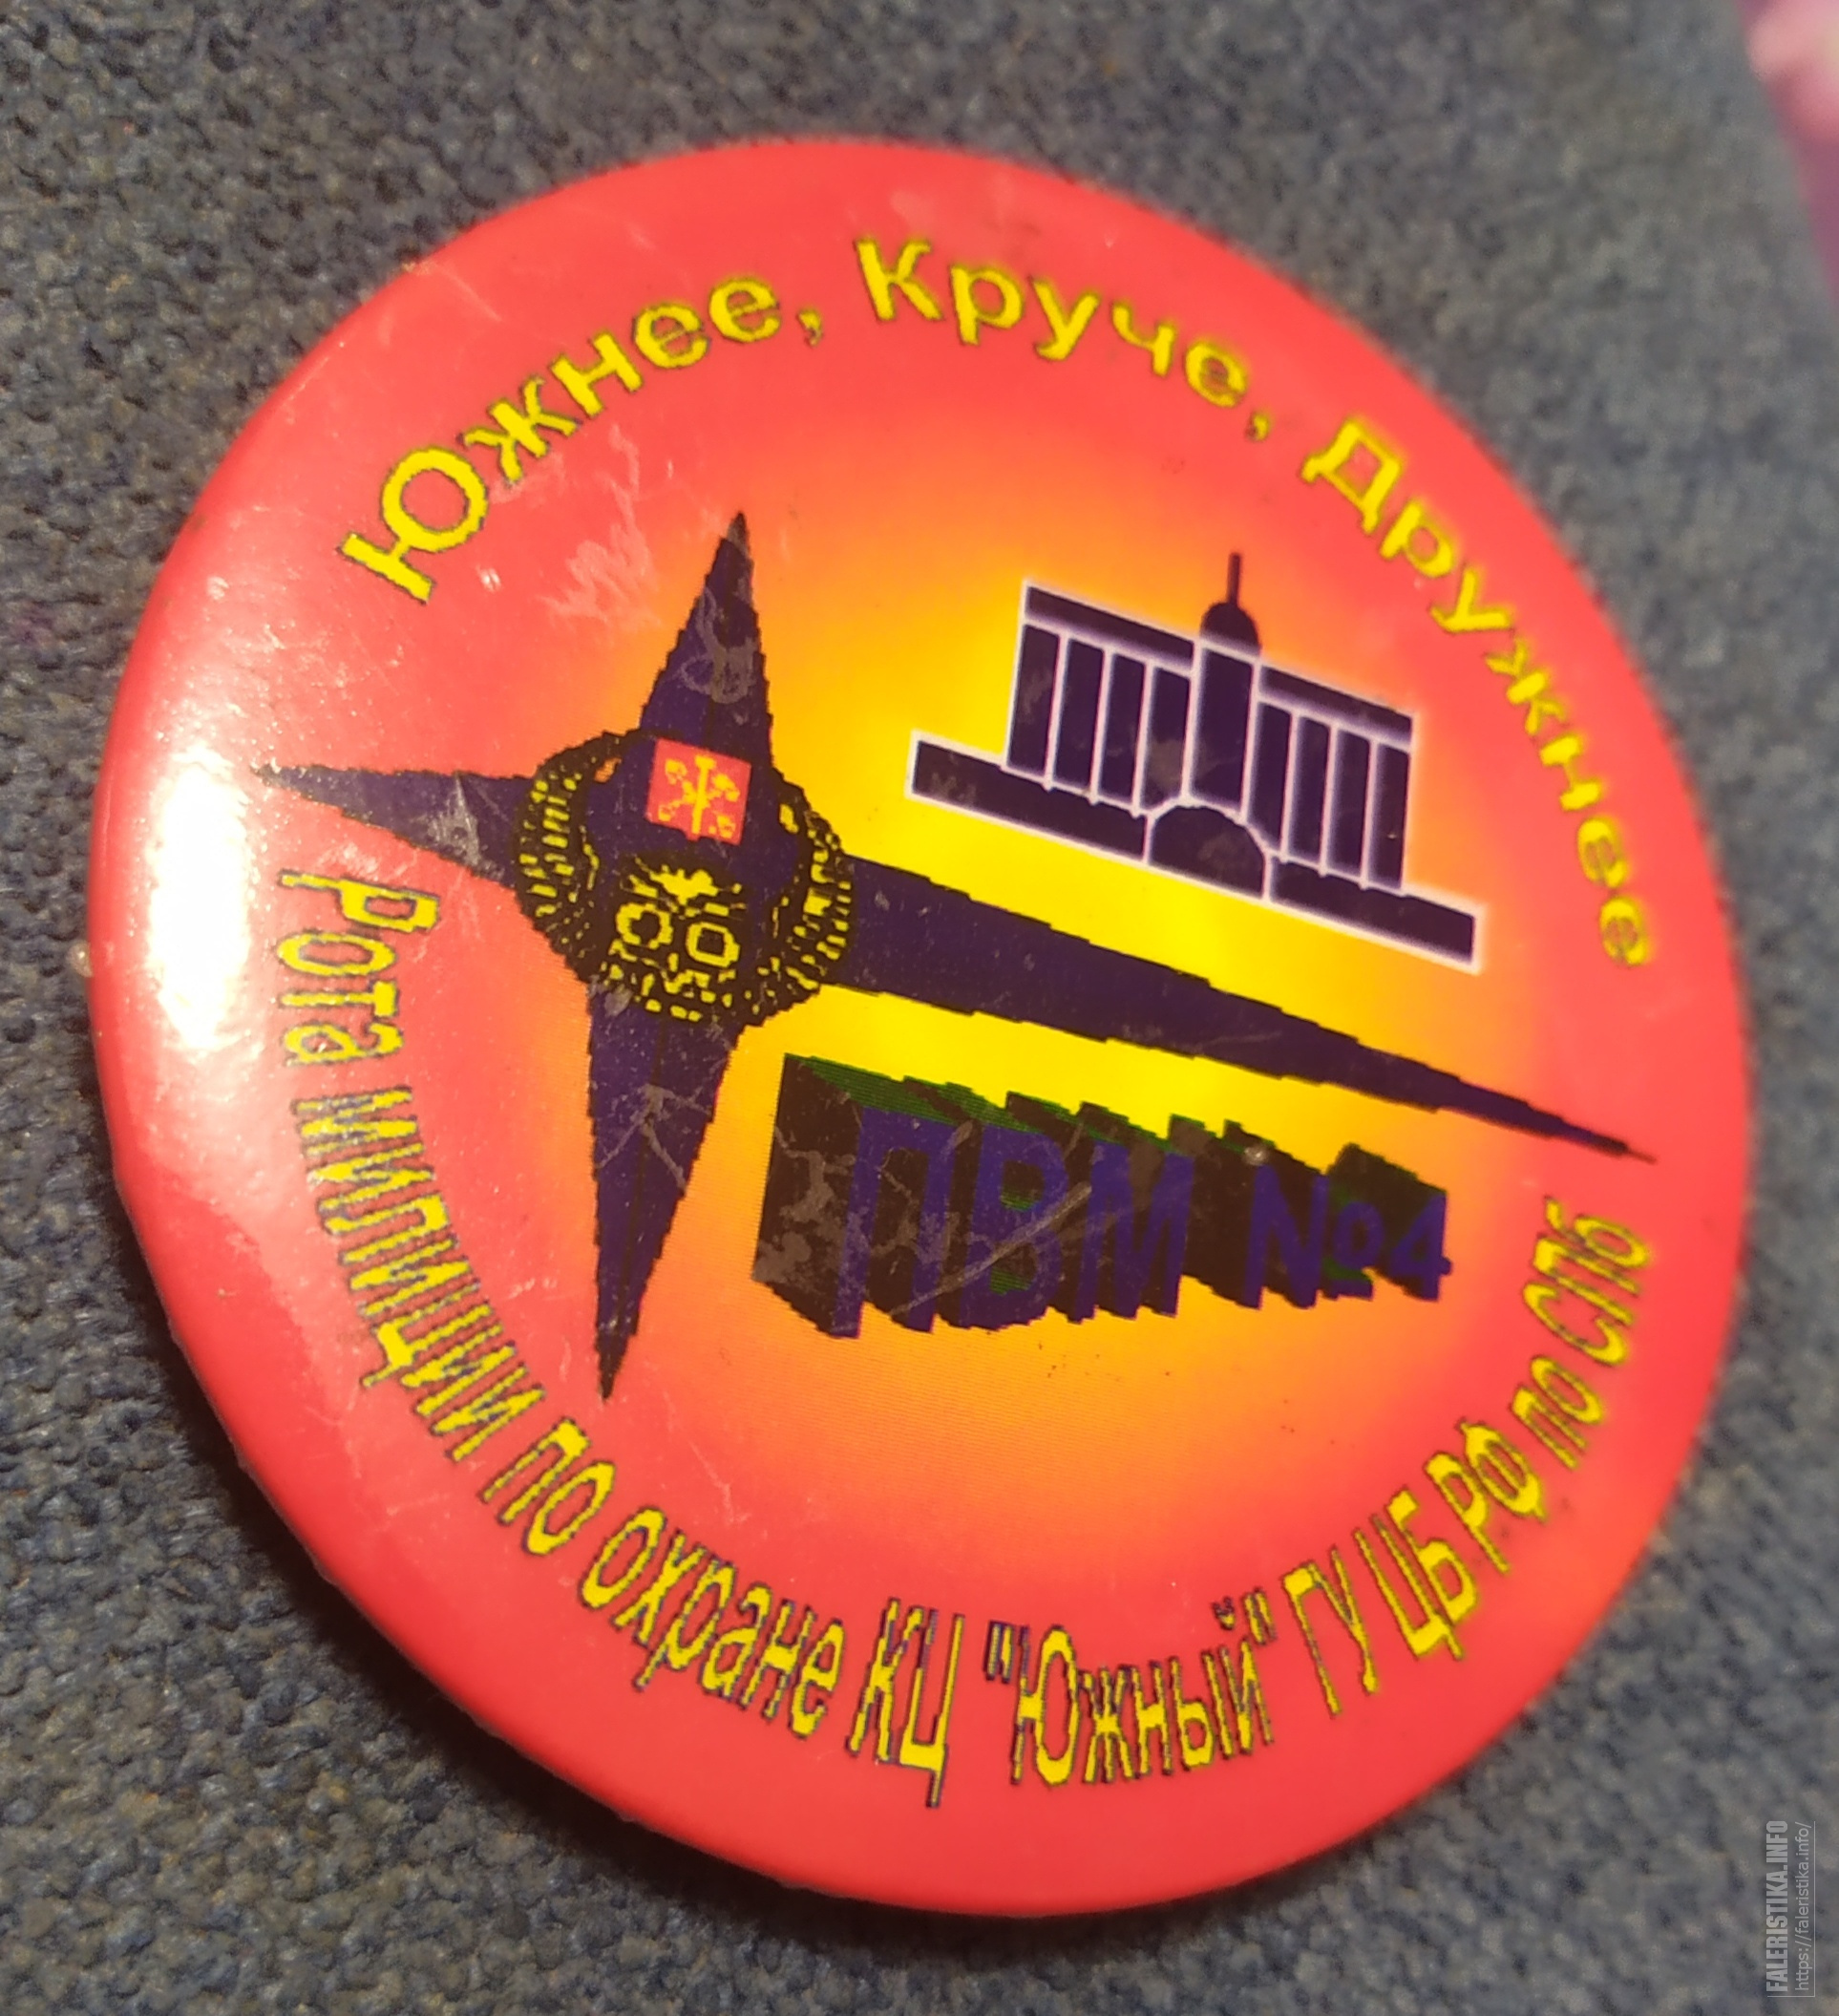 Южнее, Круче, Дружнее
ПВМ №4
Рота милиции по охране КЦ "Южный" ГУ ЦБ РФ по СПб
FALERISTIKA.INFO
https://faleristika.info/